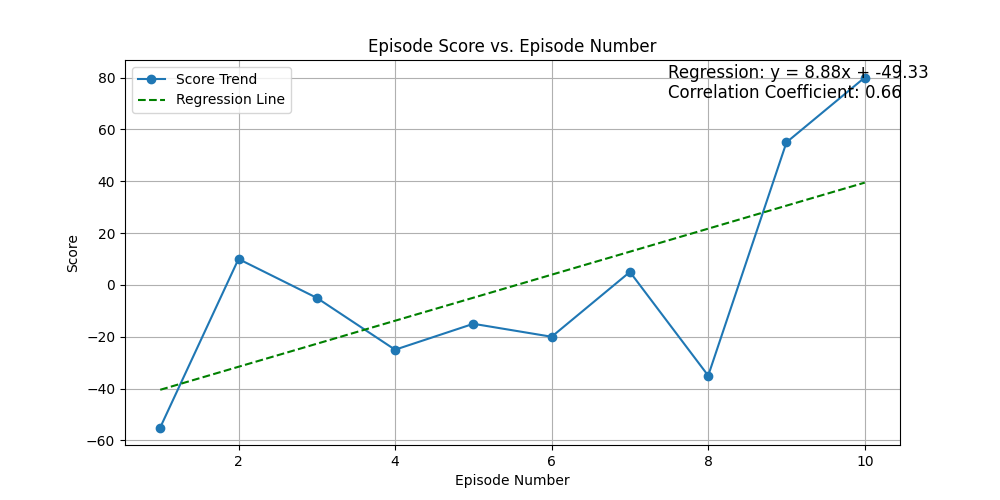 Episode Score vs. Episode Number
Score Trend
Regression Line
Regression: y = 8.88x + -49.33
Correlation Coefficient: 0.66
Score
80
60
40
20
0
−20
−40
−60
2
4
6
8
10
Episode Number